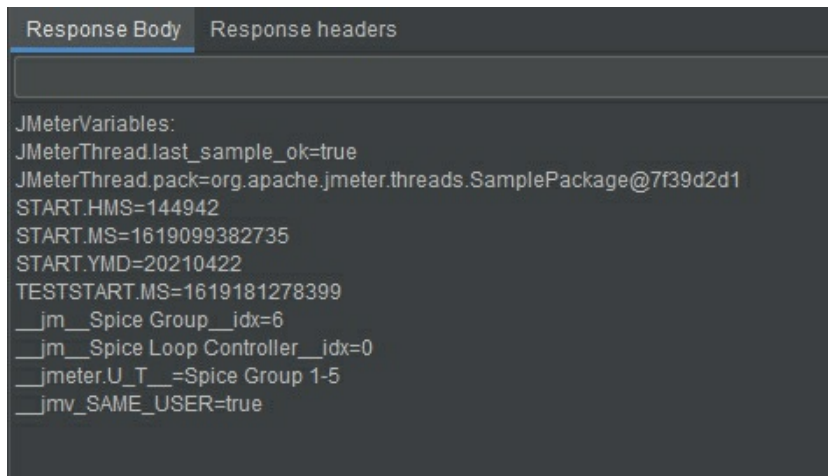 Response Body Response headers
JMeterVariables:
JMeterThread.last_sample_ok=true
JMeterThread.pack=org.apache.jmeter.threads.SamplePackage@7f39d2d1
START.HMS=144942
START.MS=1619099382735
START.YMD=20210422
TESTSTART.MS=1619181278399
__jm__Spice Group__idx=6
__jm__Spice Loop Controller__idx=0
__jmeter.U_T__=Spice Group 1-5
__jmv_SAME_USER=true